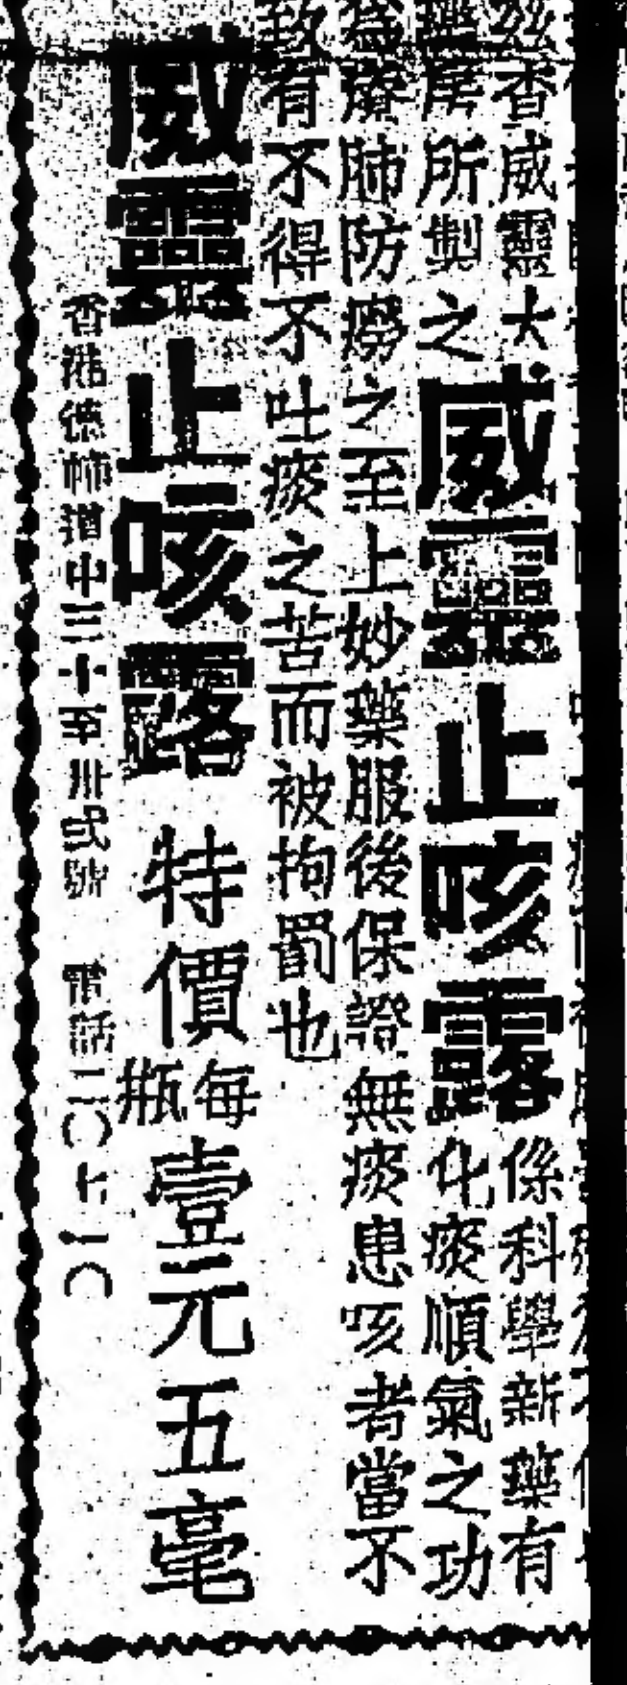 茲香威靈大
藥房所製之
威靈止咳露
係科學新藥有
化痰順氣之功
為療肺防癆之至上妙藥服後保證無痰患咳者當不
致有不得不吐痰之苦而被拘罰也
威靈止咳露 特價每瓶壹元五毫
香港德輔道中三十至卅弍號 電話二〇七一〇